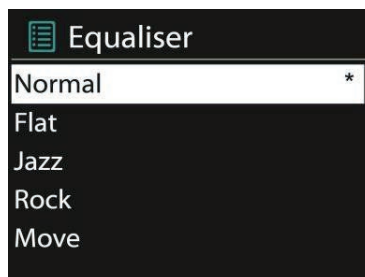 Equaliser
Normal *
Flat
Jazz
Rock
Move